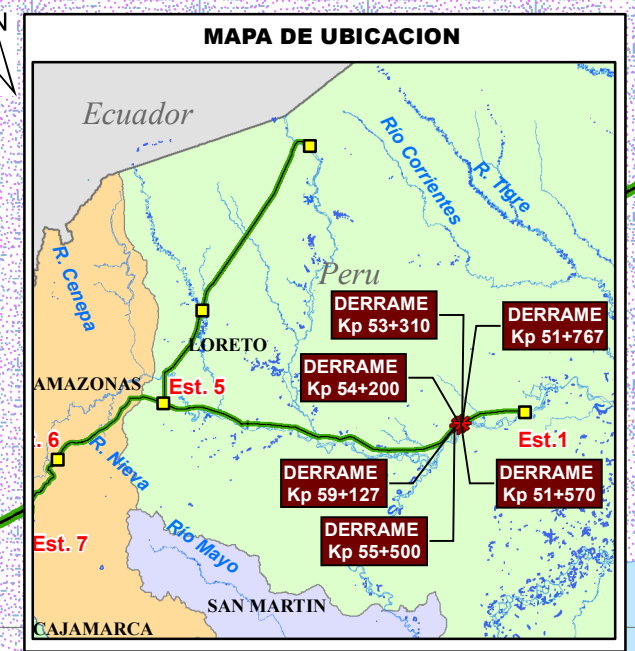 N
MAPA DE UBICACION
Ecuador
Río Corrientes
R. Tigre
R. Cenepa
Peru
DERRAME
Kp 53+310
DERRAME
Kp 51+767
LORETO
DERRAME
Kp 54+200
AMAZONAS
Est. 5
Est.1
. 6
R. Nieva
DERRAME
Kp 59+127
DERRAME
Kp 51+570
DERRAME
Kp 55+500
Río Mayo
Est. 7
SAN MARTIN
CAJAMARCA